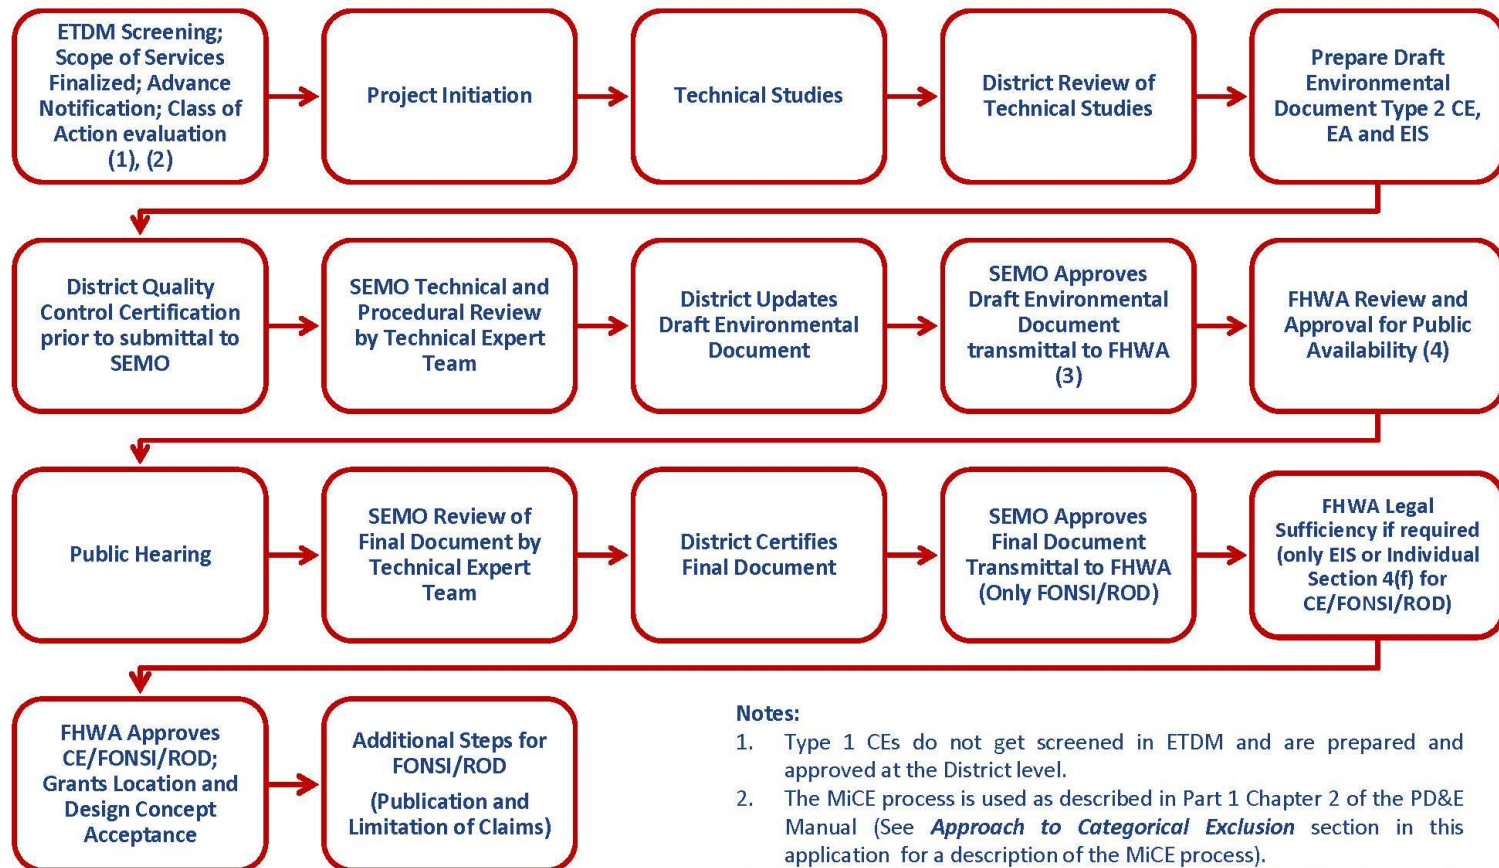 ETDM Screening;
Scope of Services
Finalized; Advance
Notification; Class of
Action evaluation
(1), (2)
Project Initiation
Technical Studies
District Review of
Technical Studies
Prepare Draft
Environmental
Document Type 2 CE,
EA and EIS
District Quality
Control Certification
prior to submittal to
SEMO
SEMO Technical and
Procedural Review
by Technical Expert
Team
District Updates
Draft Environmental
Document
SEMO Approves
Draft Environmental
Document
transmittal to FHWA
(3)
FHWA Review and
Approval for Public
Availability (4)
Public Hearing
SEMO Review of
Final Document by
Technical Expert
Team
District Certifies
Final Document
SEMO Approves
Final Document
Transmittal to FHWA
(Only FONSI/ROD)
FHWA Legal
Sufficiency if required
(only EIS or Individual
Section 4(f) for
CE/FONSI/ROD)
FHWA Approves
CE/FONSI/ROD;
Grants Location and
Design Concept
Acceptance
Additional Steps for
FONSI/ROD
(Publication and
Limitation of Claims)
Notes:
1. Type 1 CEs do not get screened in ETDM and are prepared and
approved at the District level.
2. The MiCE process is used as described in Part 1 Chapter 2 of the PD&E
Manual (See Approach to Categorical Exclusion section in this
application for a description of the MiCE process).